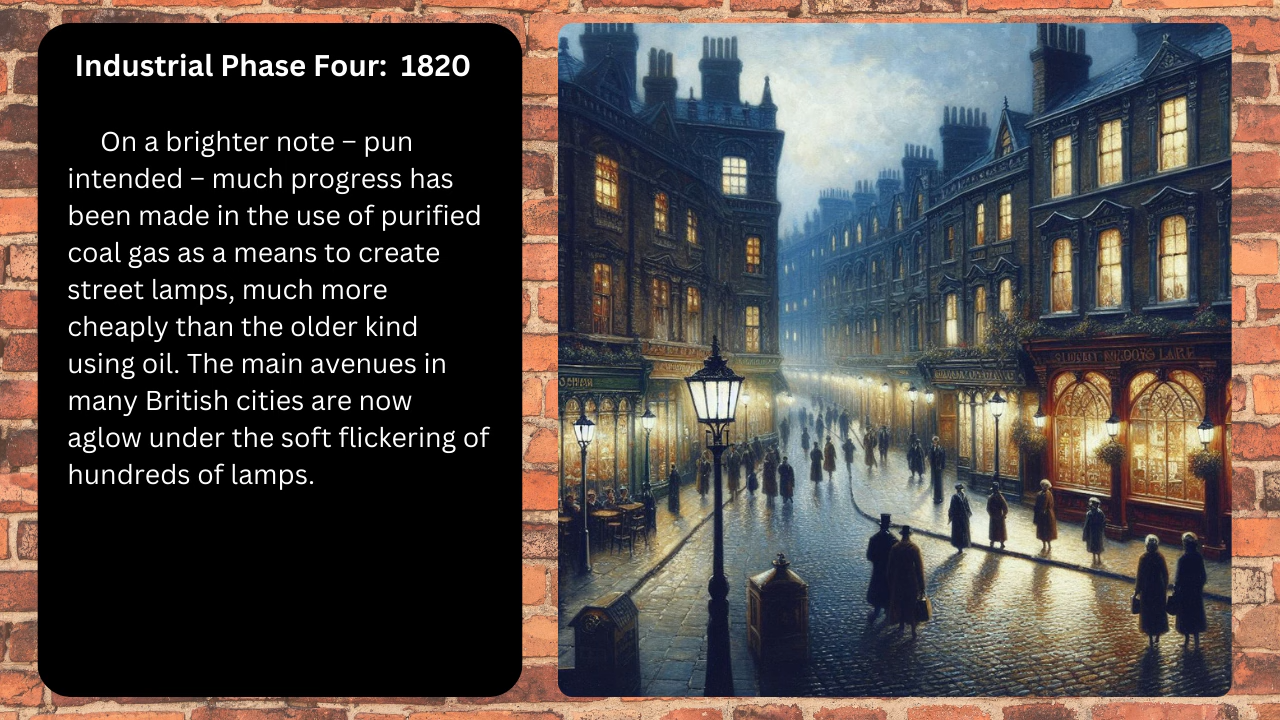 Industrial Phase Four:  1820
On a brighter note – pun
intended – much progress has
been made in the use of purified
coal gas as a means to create
street lamps, much more
cheaply than the older kind
using oil. The main avenues in
many British cities are now
aglow under the soft flickering of
hundreds of lamps.